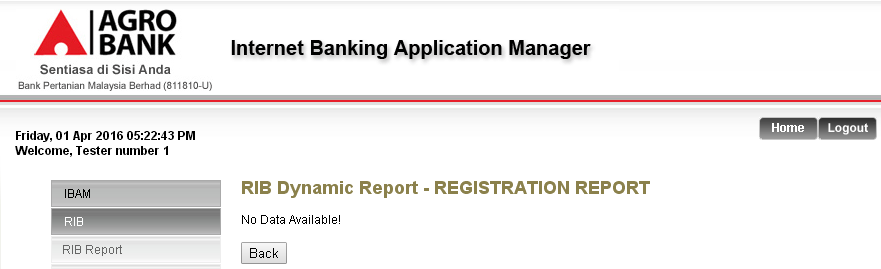 AGRO
BANK
Sentiasa di Sisi Anda
Bank Pertanian Malaysia Berhad (811810-U)
Internet Banking Application Manager
Friday, 01 Apr 2016 05:22:43 PM
Welcome, Tester number 1
Home
Logout
IBAM
RIB
RIB Report
RIB Dynamic Report - REGISTRATION REPORT
No Data Available!
Back